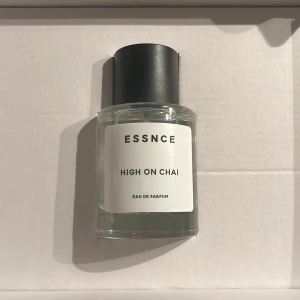 ESSNCE
HIGH ON CHAI
EAU DE PARFUM